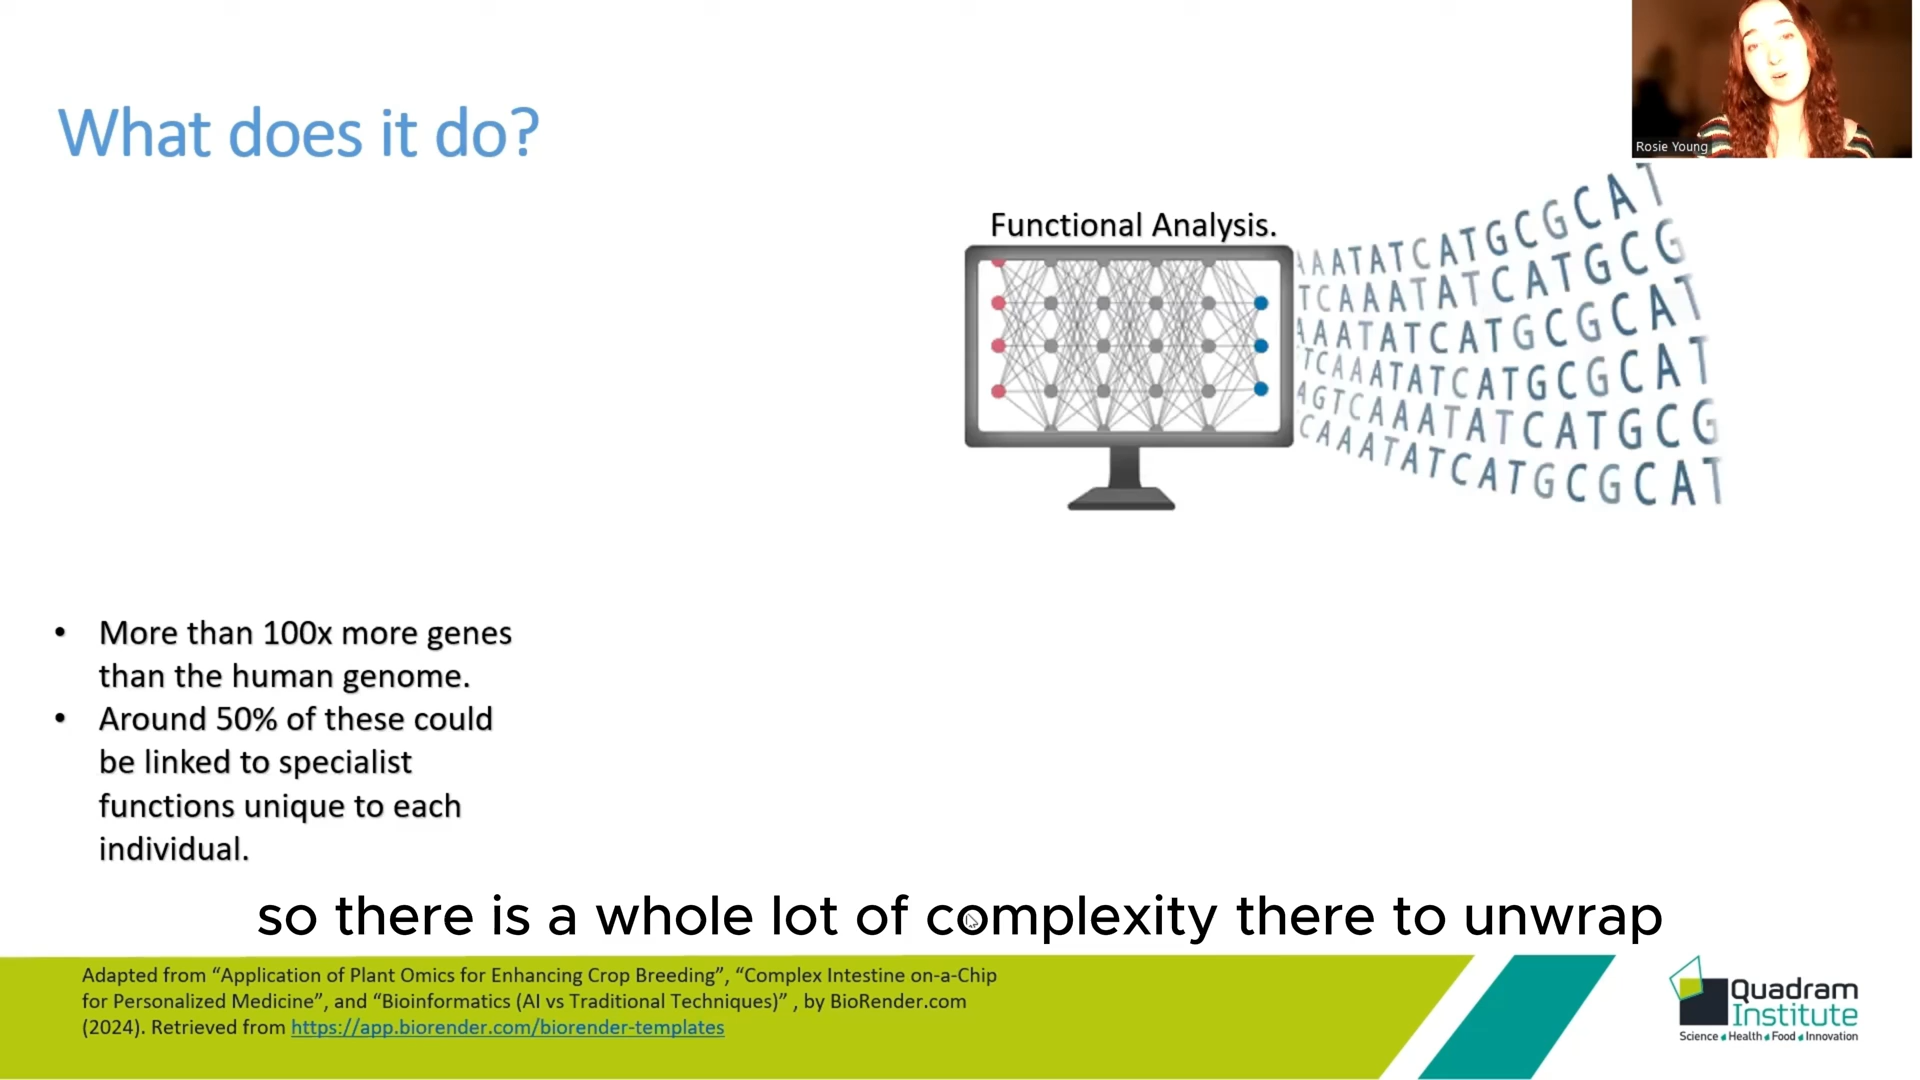 What does it do?
Rosie Young
Functional Analysis.
AAATATCATGCGCAT
TCAAATATCATGCG
AAATATCATGCGCAT
TCAAATATCATGCGCAT
AGTCAAATATCATGCG
CAAATATCATGCGCAT
• More than 100x more genes
than the human genome.
• Around 50% of these could
be linked to specialist
functions unique to each
individual.
so there is a whole lot of complexity there to unwrap
Adapted from “Application of Plant Omics for Enhancing Crop Breeding”, “Complex Intestine on-a-Chip
for Personalized Medicine”, and “Bioinformatics (AI vs Traditional Techniques)” , by BioRender.com
(2024). Retrieved from https://app.biorender.com/biorender-templates
Quadram
Institute
Science Health Food Innovation